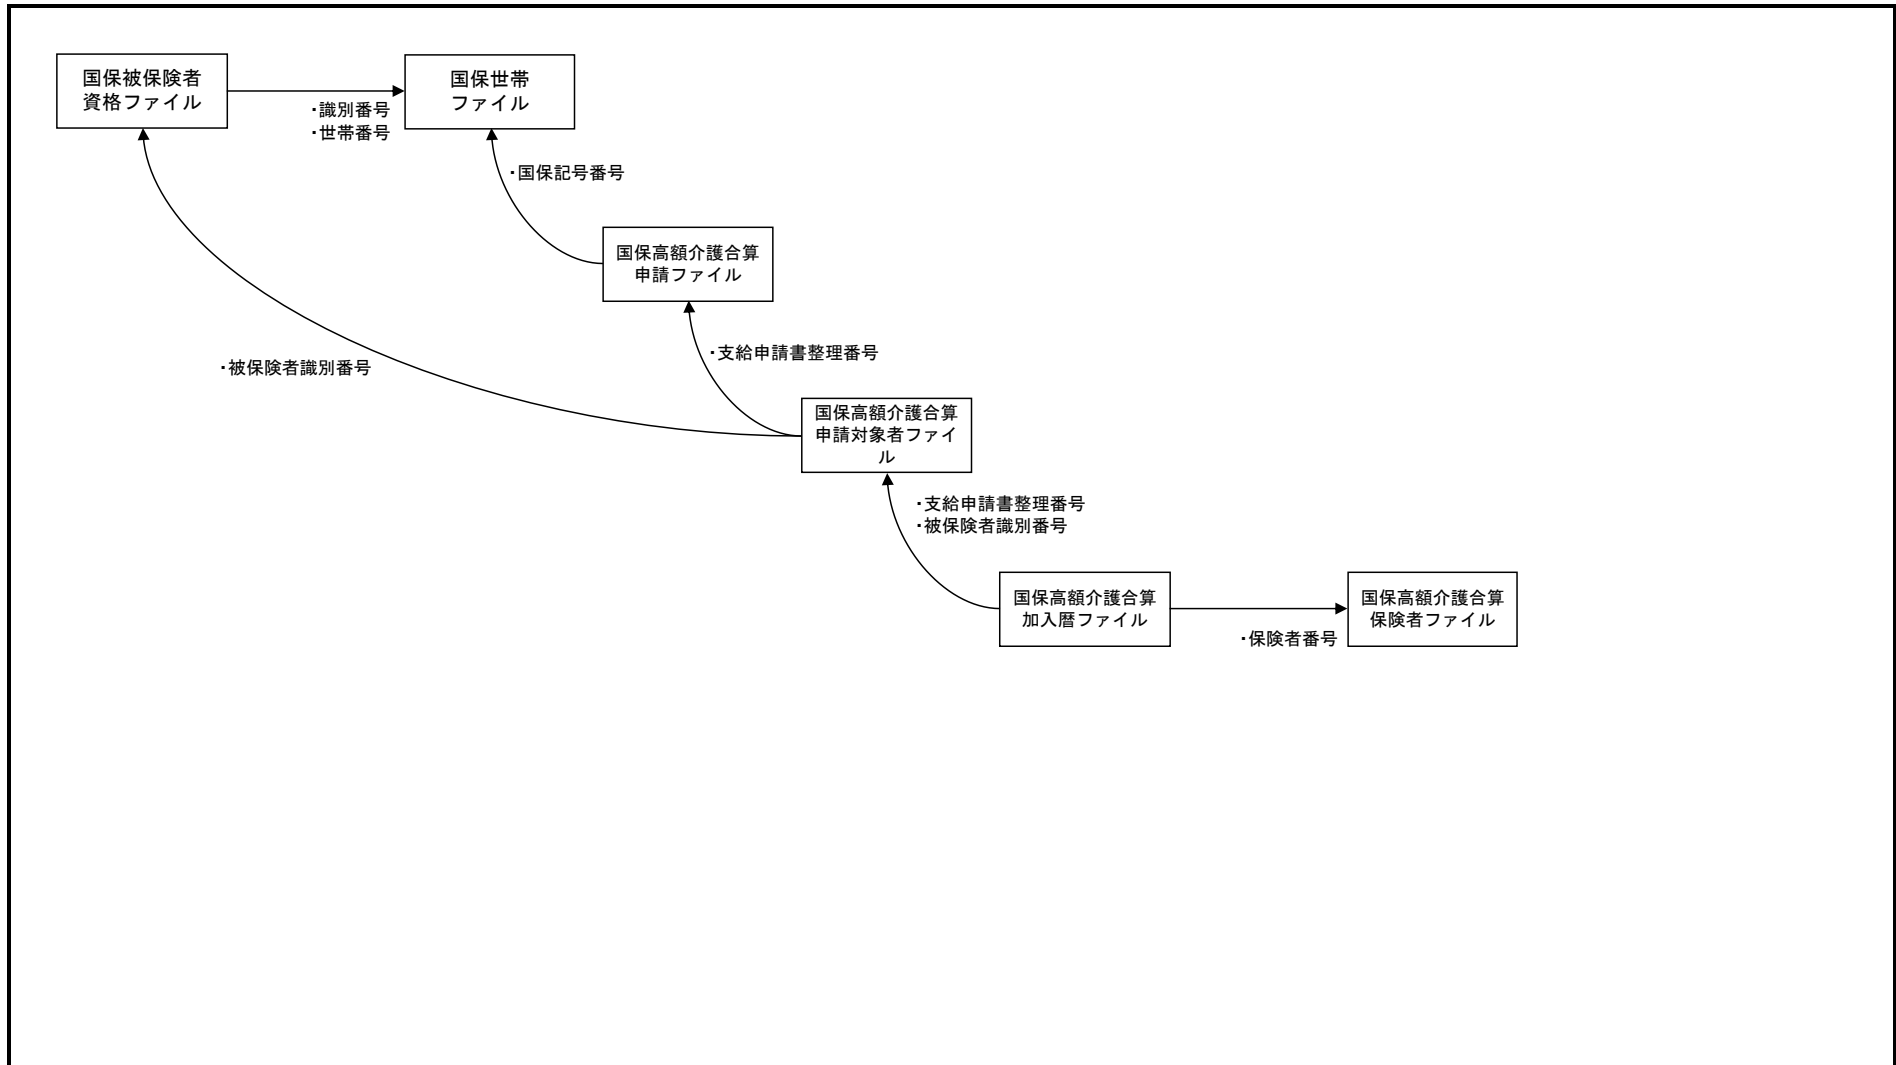 国保被保険者
資格ファイル
国保世帯
ファイル
・識別番号
・世帯番号
・国保記号番号
国保高額介護合算
申請ファイル
・支給申請書整理番号
・被保険者識別番号
国保高額介護合算
申請対象者ファイ
ル
・支給申請書整理番号
・被保険者識別番号
国保高額介護合算
加入暦ファイル
国保高額介護合算
保険者ファイル
・保険者番号